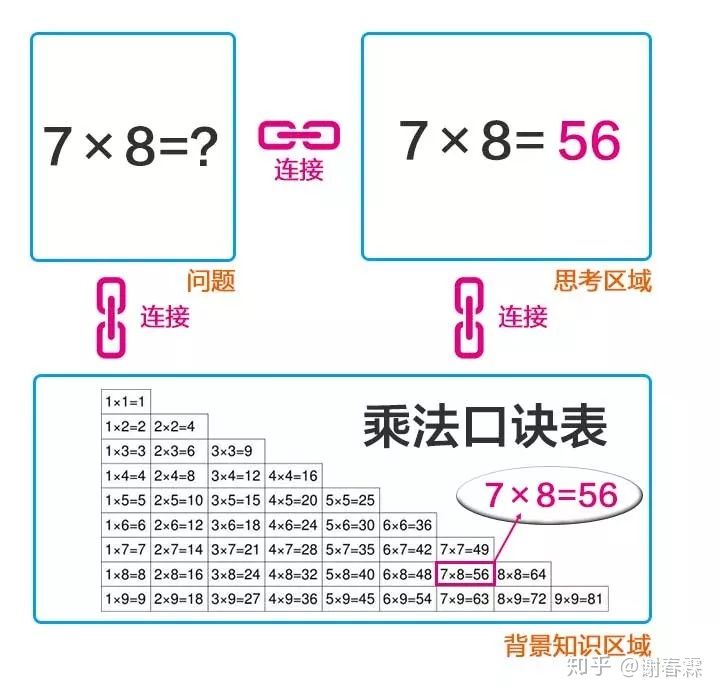 7×8=?
连接
7×8=56
问题
思考区域
连接
连接
乘法口诀表
7×8=56
1×1=1
1×2=2 2×2=4
1×3=3 2×3=6 3×3=9
1×4=4 2×4=8 3×4=12 4×4=16
1×5=5 2×5=10 3×5=15 4×5=20 5×5=25
1×6=6 2×6=12 3×6=18 4×6=24 5×6=30 6×6=36
1×7=7 2×7=14 3×7=21 4×7=28 5×7=35 6×7=42 7×7=49
1×8=8 2×8=16 3×8=24 4×8=32 5×8=40 6×8=48 7×8=56 8×8=64
1×9=9 2×9=18 3×9=27 4×9=36 5×9=45 6×9=54 7×9=63 8×9=72 9×9=81
背景知识区域
知乎 @谢春霖